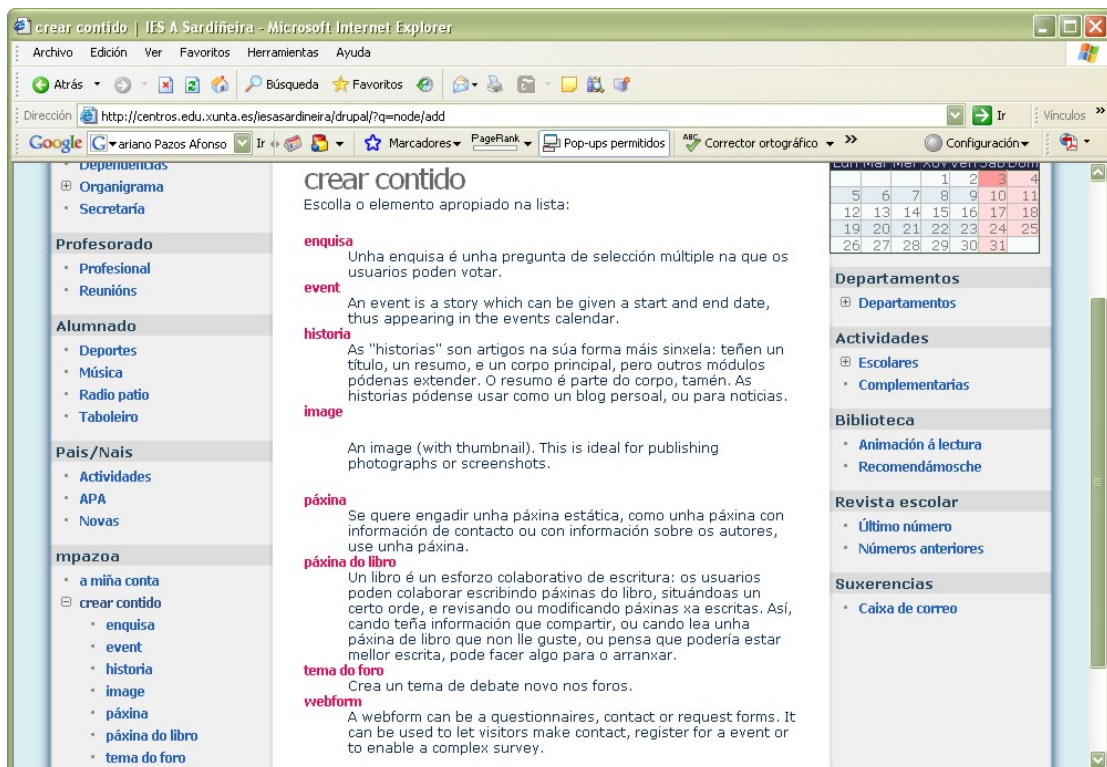 crear contido | IES A Sardiñeira - Microsoft Internet Explorer
Archivo Edición Ver Favoritos Herramientas Ayuda
Atrás Búsqueda Favoritos
Dirección http://centros.edu.xunta.es/iesasardineira/drupal/?q=node/add Ir Vínculos »
Google G ariano Pazos Afonso Ir Marcadores PageRank Pop-ups permitidos ABC Corrector ortográfico » Configuración
Dependencias
Organigrama
Secretaría
Profesorado
Profesional
Reunións
Alumnado
Deportes
Música
Radio patio
Taboleiro
Pais/Nais
Actividades
APA
Novas
mpazoa
a miña conta
crear contido
enquisa
event
historia
image
páxina
páxina do libro
tema do foro
crear contido
Escolla o elemento apropiado na lista:
enquisa
Unha enquisa é unha pregunta de selección múltiple na que os
usuarios poden votar.
event
An event is a story which can be given a start and end date,
thus appearing in the events calendar.
historia
As "historias" son artigos na súa forma máis sinxela: teñen un
título, un resumo, e un corpo principal, pero outros módulos
pódenas extender. O resumo é parte do corpo, tamén. As
historias pódense usar como un blog persoal, ou para noticias.
image
An image (with thumbnail). This is ideal for publishing
photographs or screenshots.
páxina
Se quere engadir unha páxina estática, como unha páxina con
información de contacto ou con información sobre os autores,
use unha páxina.
páxina do libro
Un libro é un esforzo colaborativo de escritura: os usuarios
poden colaborar escribindo páxinas do libro, situándoas un
certo orde, e revisando ou modificando páxinas xa escritas. Así,
cando teña información que compartir, ou cando lea unha
páxina de libro que non lle guste, ou pensa que podería estar
mellor escrita, pode facer algo para o arranxar.
tema do foro
Crea un tema de debate novo nos foros.
webform
A webform can be a questionnaires, contact or request forms. It
can be used to let visitors make contact, register for a event or
to enable a complex survey.
Lun Mar Mer Xov Ven Sáb Dom
1 2 3 4
5 6 7 8 9 10 11
12 13 14 15 16 17 18
19 20 21 22 23 24 25
26 27 28 29 30 31
Departamentos
Departamentos
Actividades
Escolares
Complementarias
Biblioteca
Animación á lectura
Recomendámosche
Revista escolar
Último número
Números anteriores
Suxerencias
Caixa de correo